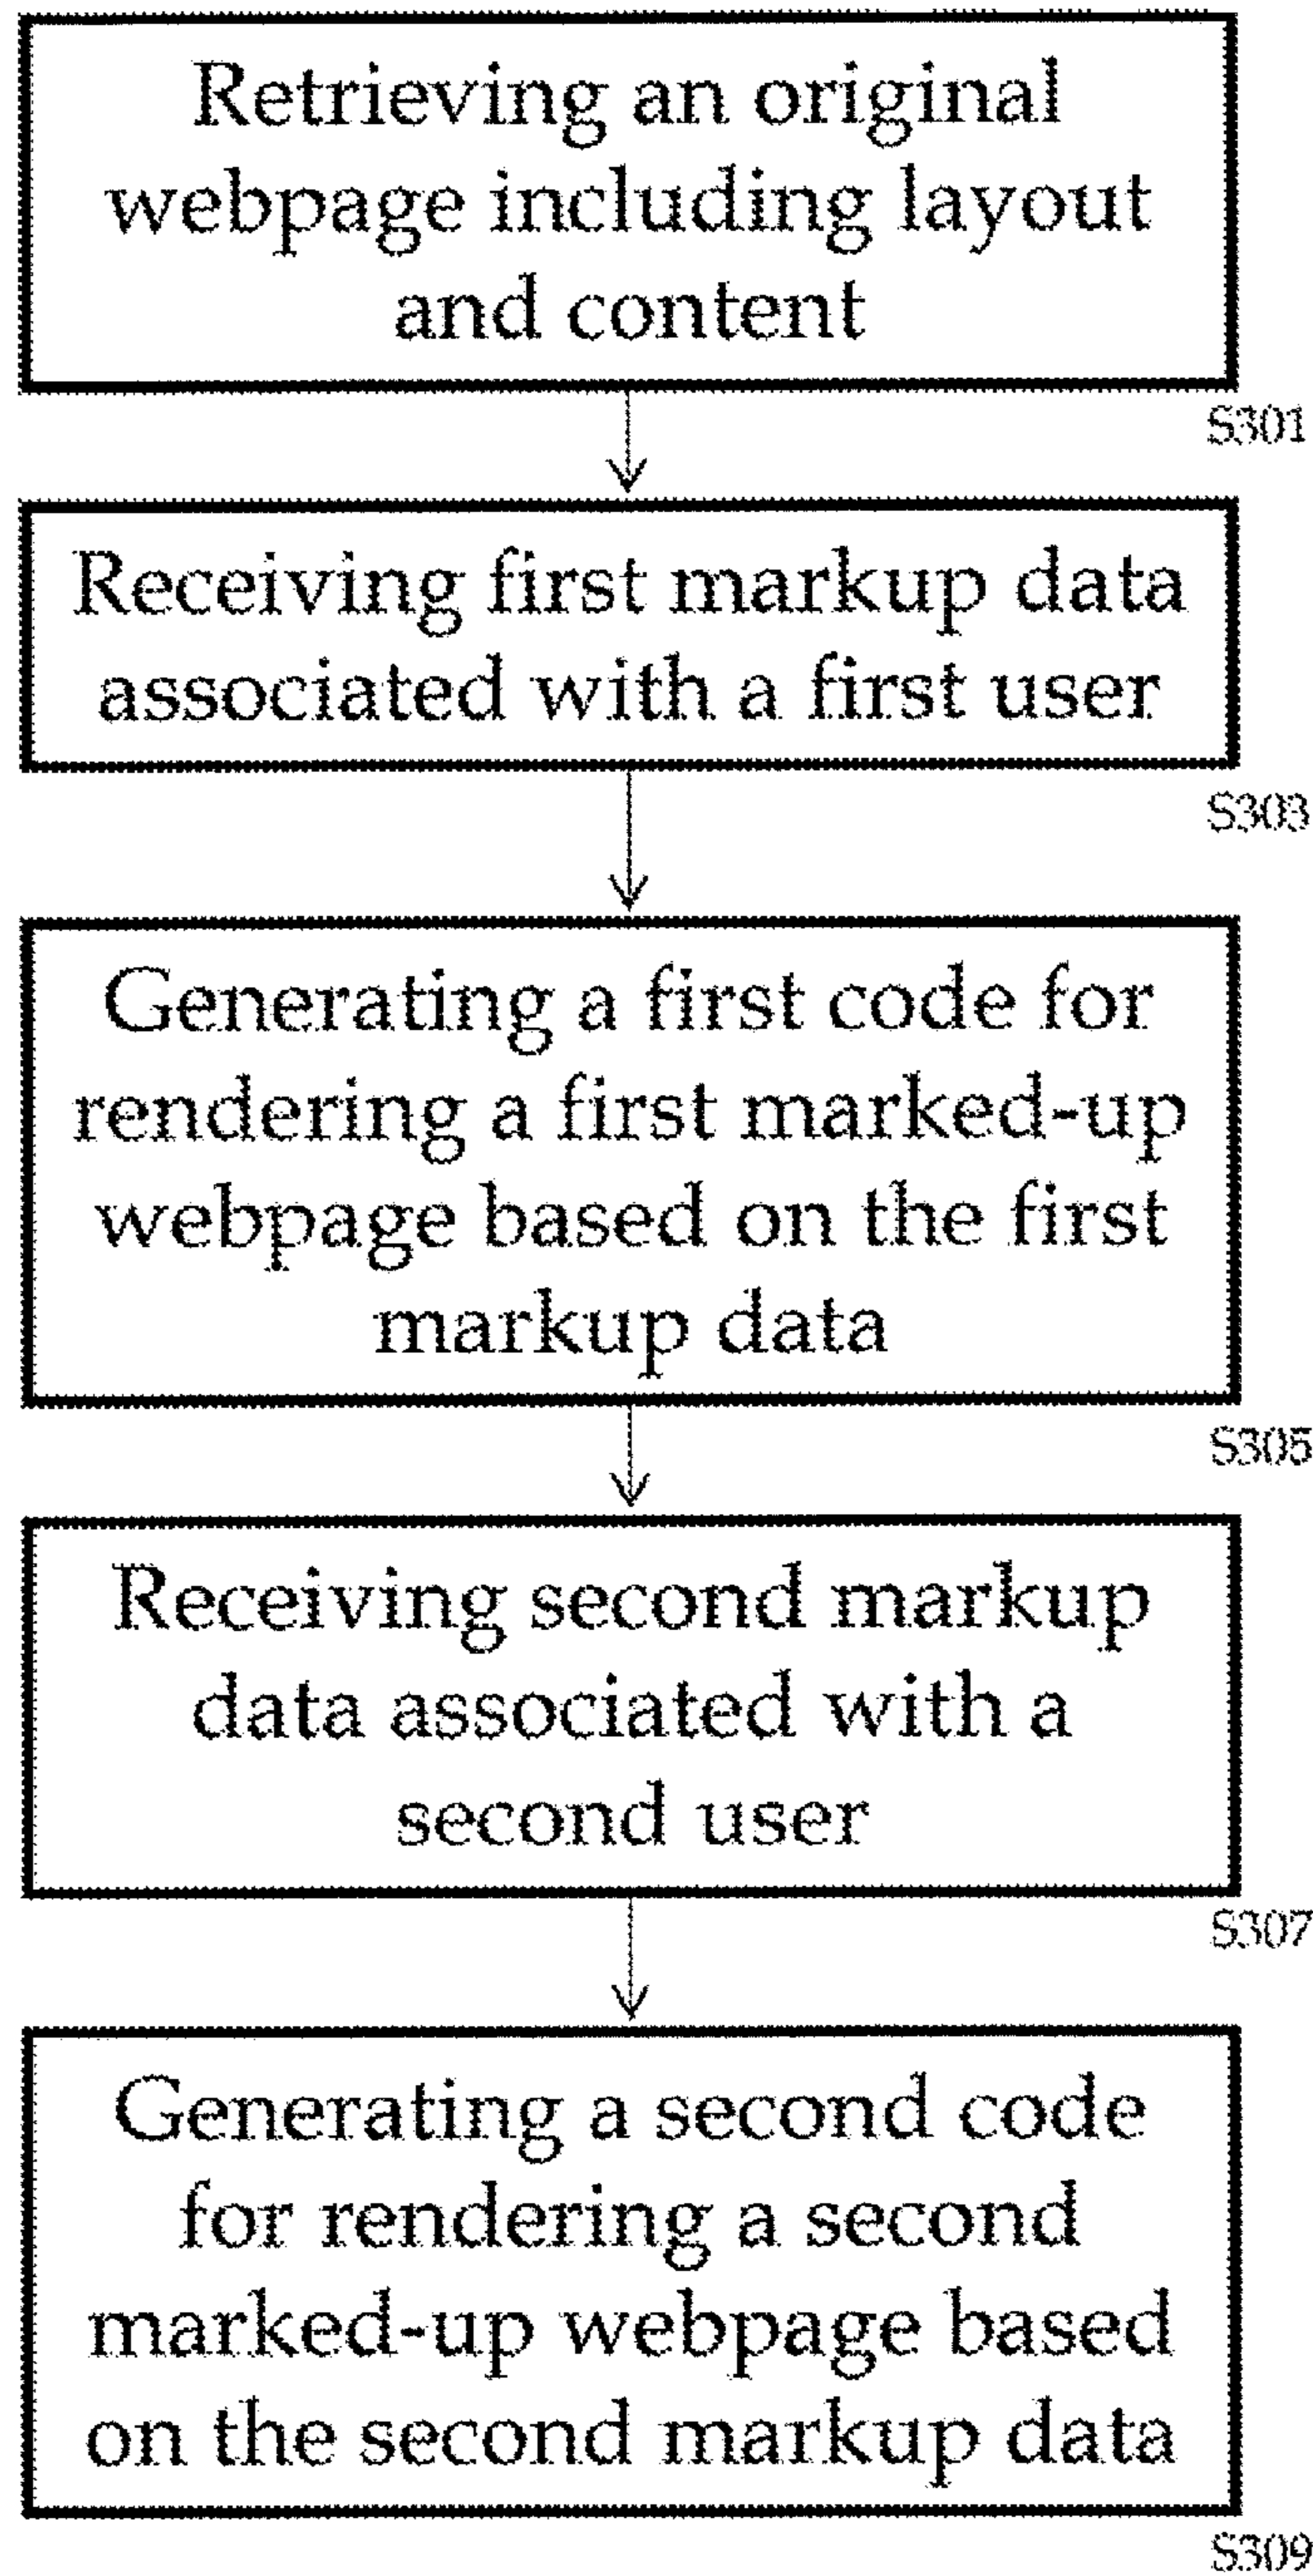 Retrieving an original
webpage including layout
and content
S301
Receiving first markup data
associated with a first user
S303
Generating a first code for
rendering a first marked-up
webpage based on the first
markup data
S305
Receiving second markup
data associated with a
second user
S307
Generating a second code
for rendering a second
marked-up webpage based
on the second markup data
S309